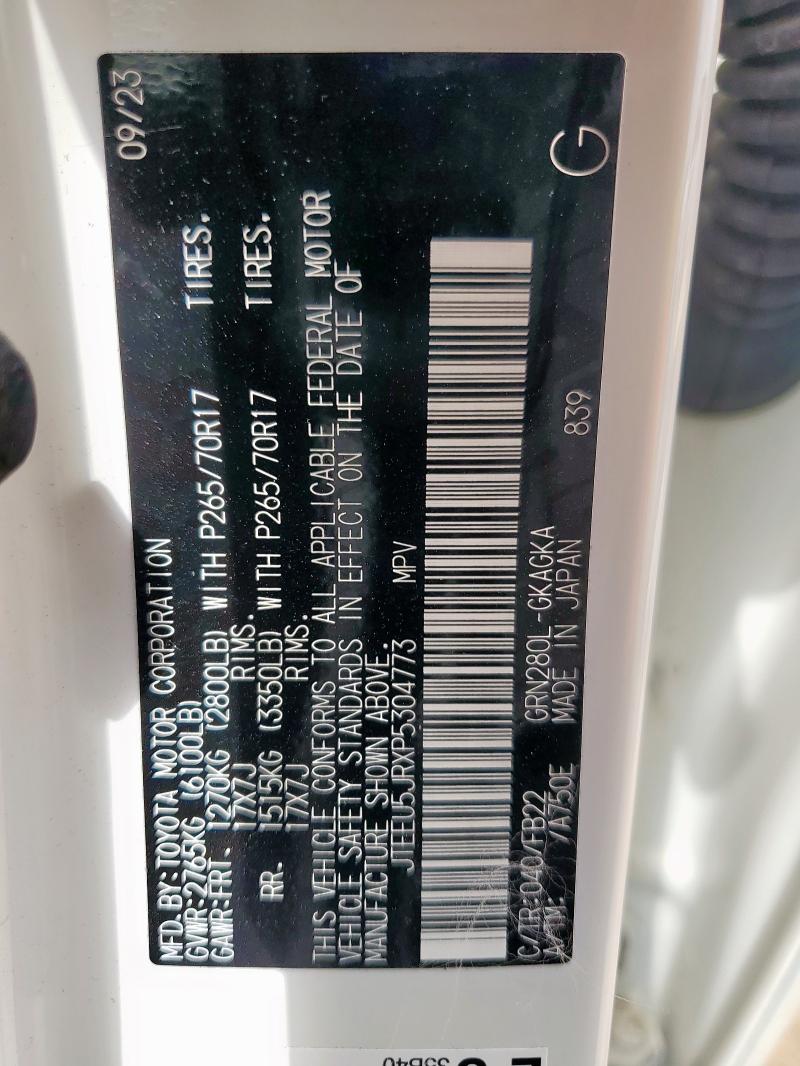 MFD.BY:TOYOTA MOTOR CORPORATION 09/23
GVWR:2765KG (6100LB)
GAWR:FRT. 1270KG (2800LB) WITH P265/70R17 TIRES.
17X7J RIMS.
RR. 1515KG (3350LB) WITH P265/70R17 TIRES.
17X7J RIMS.
THIS VEHICLE CONFORMS TO ALL APPLICABLE FEDERAL MOTOR
VEHICLE SAFETY STANDARDS IN EFFECT ON THE DATE OF
MANUFACTURE SHOWN ABOVE.
JTEEU5JRXP5304773 MPV
C/TR:040/FB22 GRN280L-GKAGKA 839 G
A/TM: /A750E MADE IN JAPAN
35B40